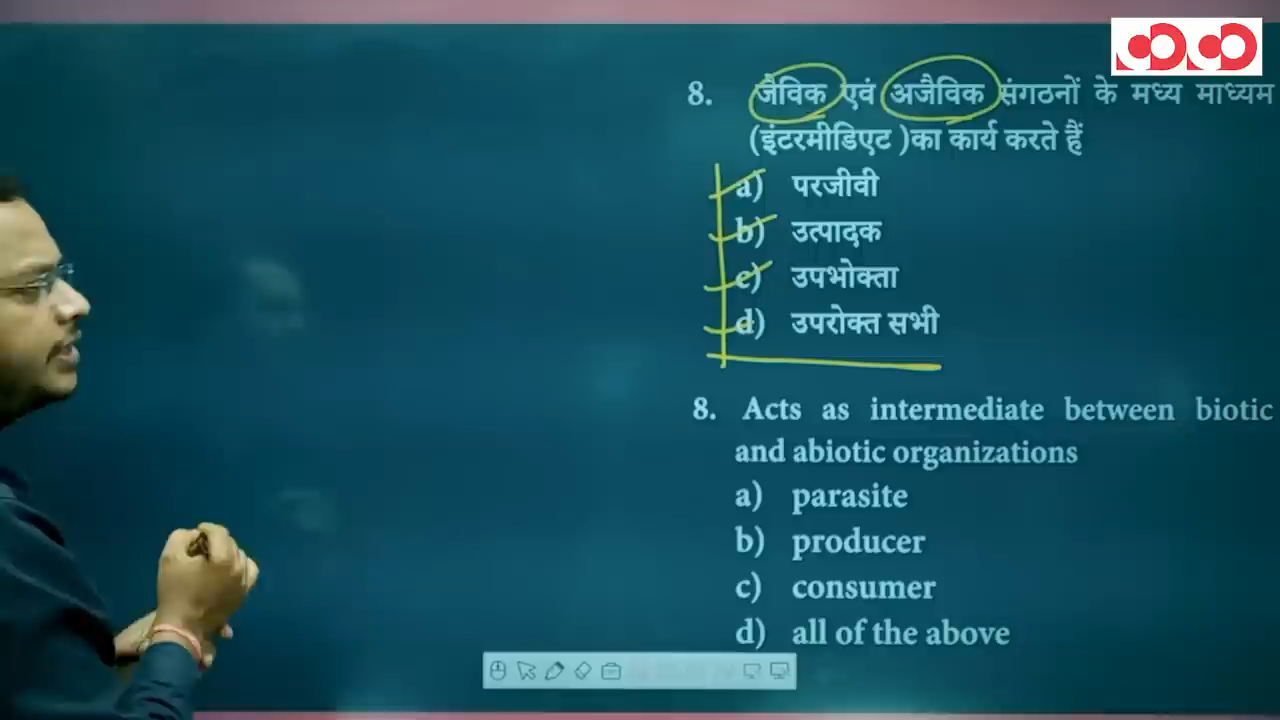 8. जैविक एवं अजैविक संगठनों के मध्य माध्यम
(इंटरमीडिएट )का कार्य करते हैं
a) परजीवी
b) उत्पादक
c) उपभोक्ता
d) उपरोक्त सभी
8. Acts as intermediate between biotic
and abiotic organizations
a) parasite
b) producer
c) consumer
d) all of the above